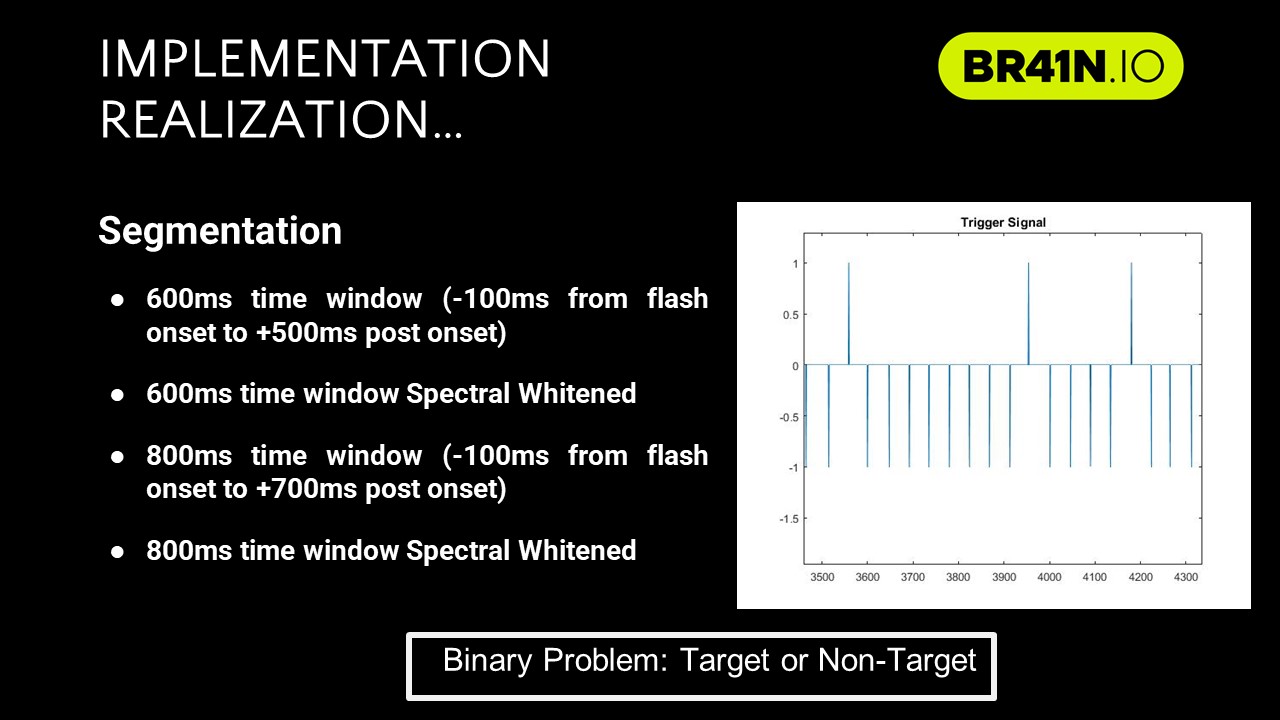 IMPLEMENTATION
REALIZATION...
BR41N.IO
Segmentation
● 600ms time window (-100ms from flash
onset to +500ms post onset)
● 600ms time window Spectral Whitened
● 800ms time window (-100ms from flash
onset to +700ms post onset)
● 800ms time window Spectral Whitened
Trigger Signal
1
0.5
0
-0.5
-1
-1.5
3500 3600 3700 3800 3900 4000 4100 4200 4300
Binary Problem: Target or Non-Target